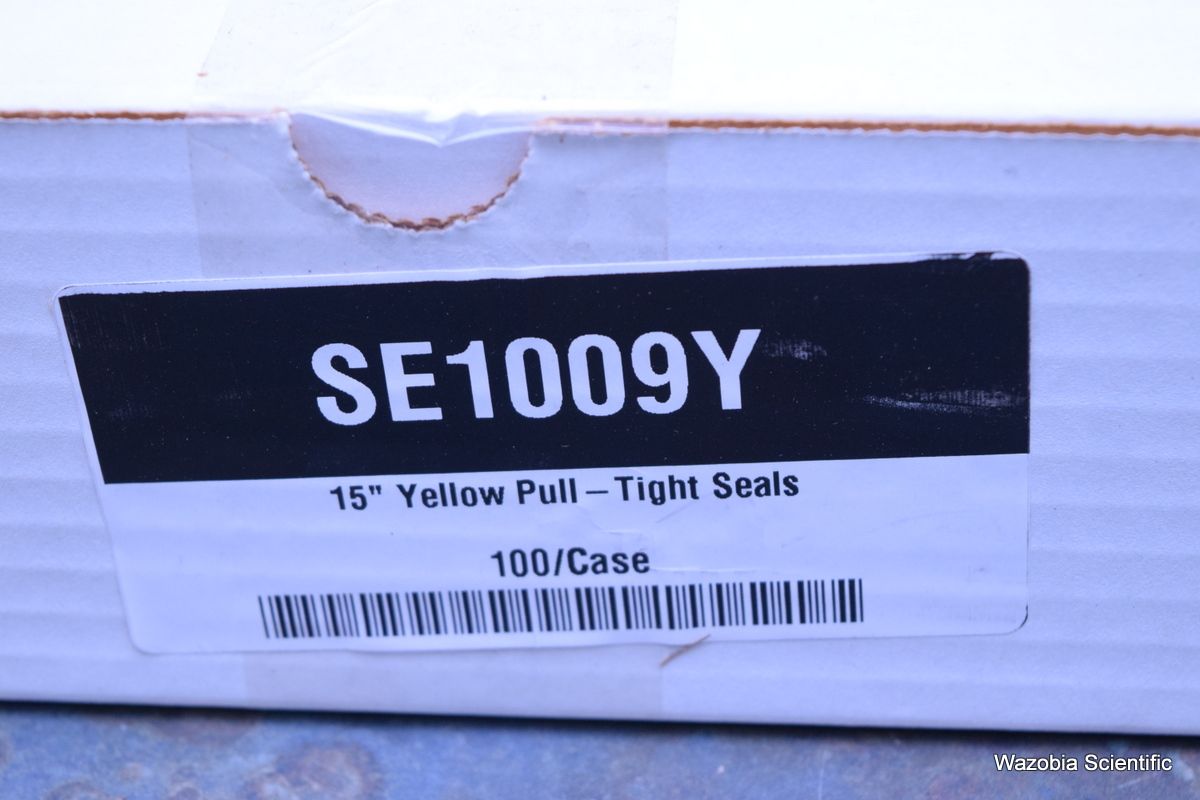 SE1009Y
15" Yellow Pull – Tight Seals
100/Case
Wazobia Scientific